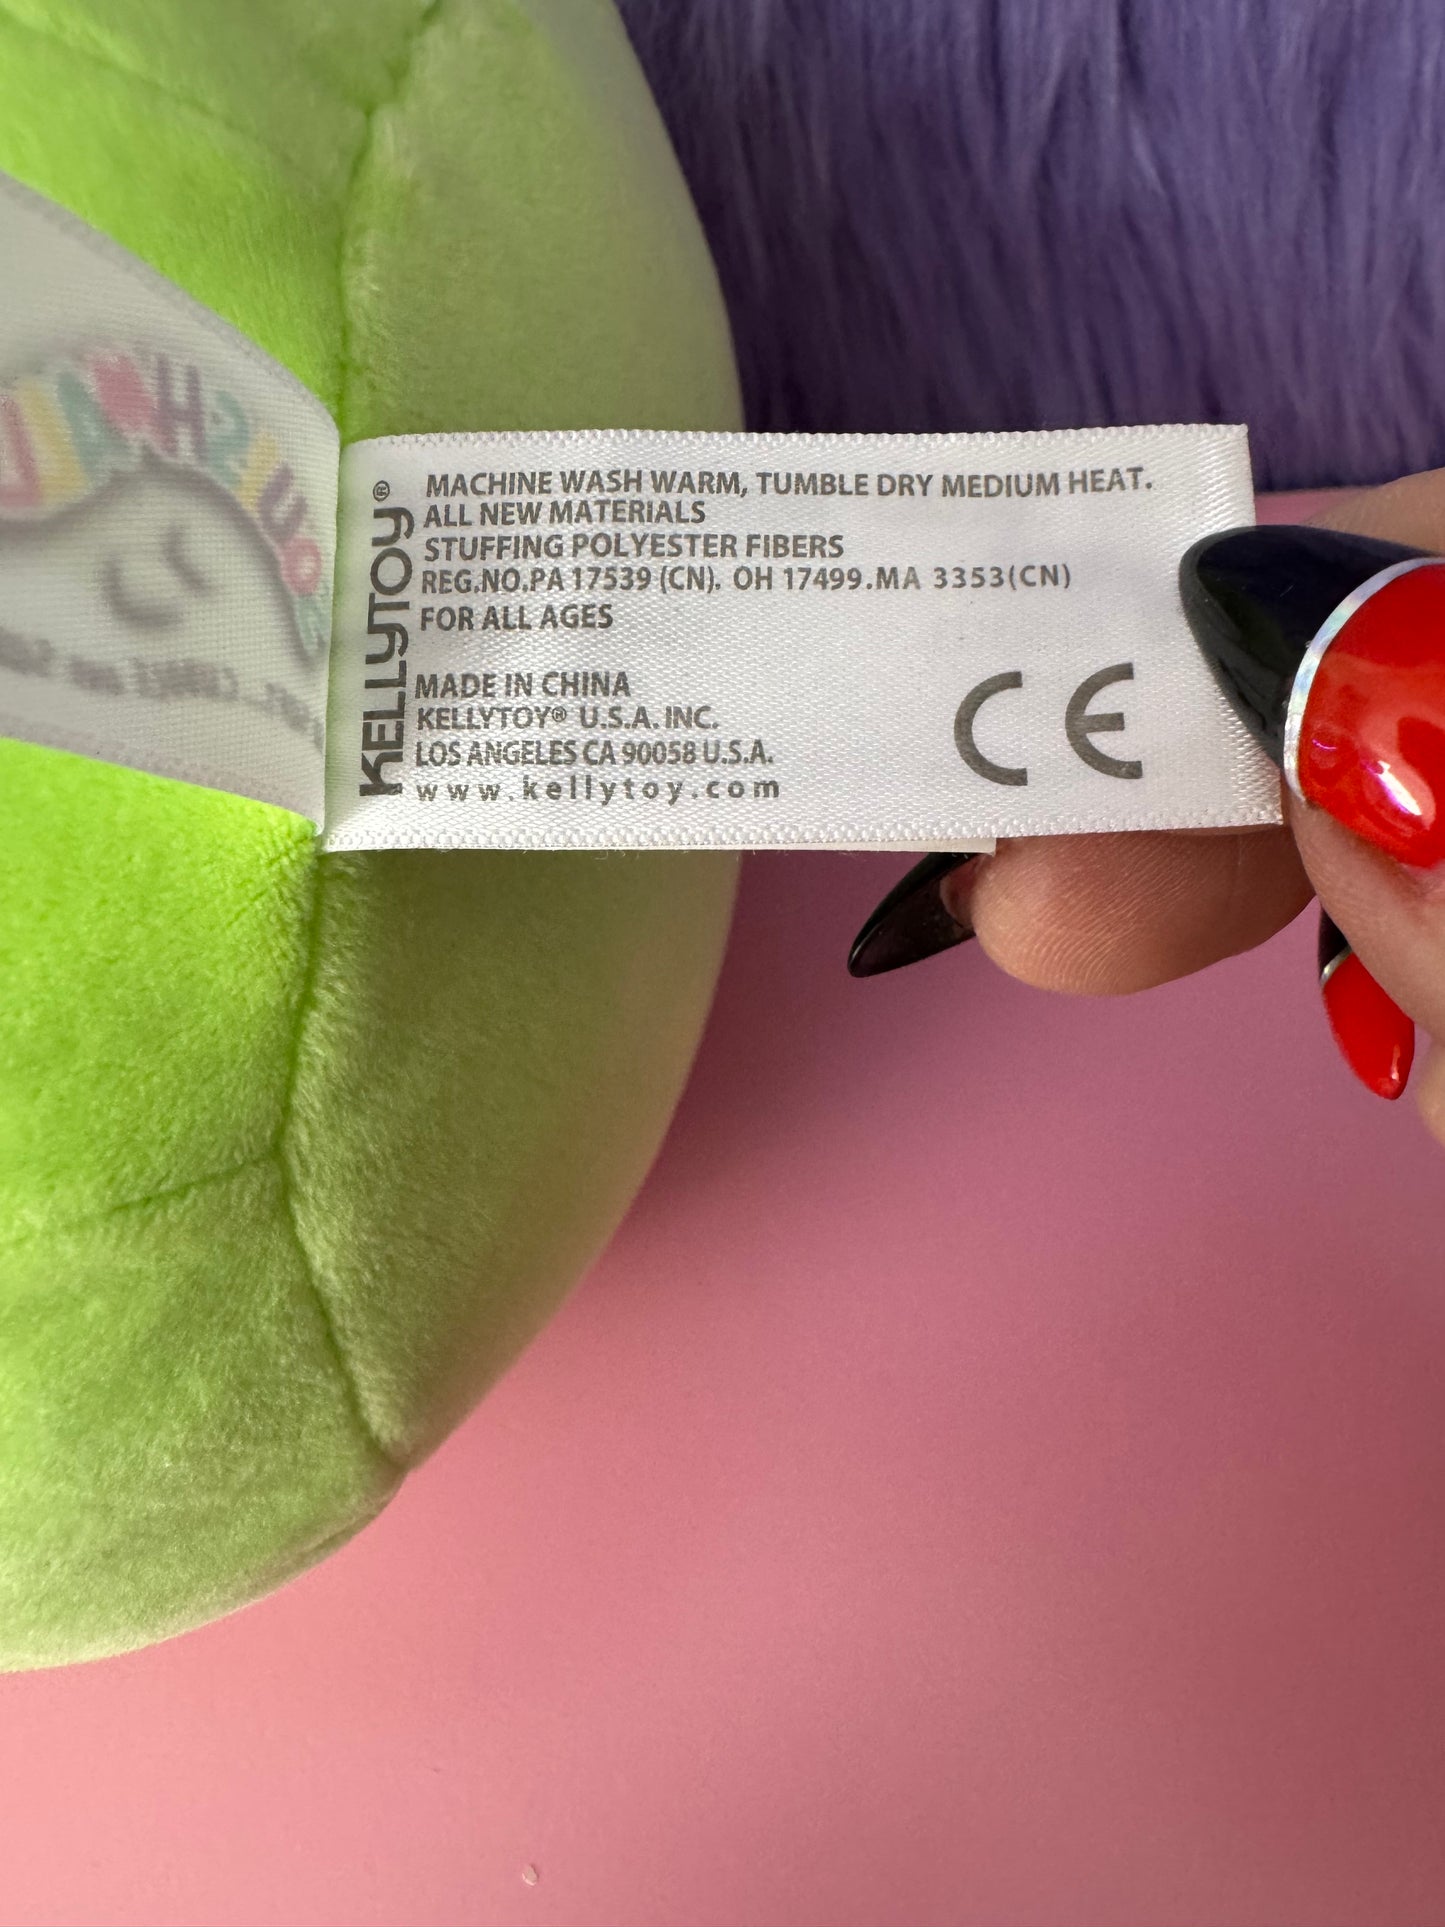 KELLYTOY®
MACHINE WASH WARM, TUMBLE DRY MEDIUM HEAT.
ALL NEW MATERIALS
STUFFING POLYESTER FIBERS
REG.NO.PA 17539 (CN). OH 17499.MA 3353(CN)
FOR ALL AGES
MADE IN CHINA
KELLYTOY® U.S.A. INC.
LOS ANGELES CA 90058 U.S.A.
www.kellytoy.com
CE